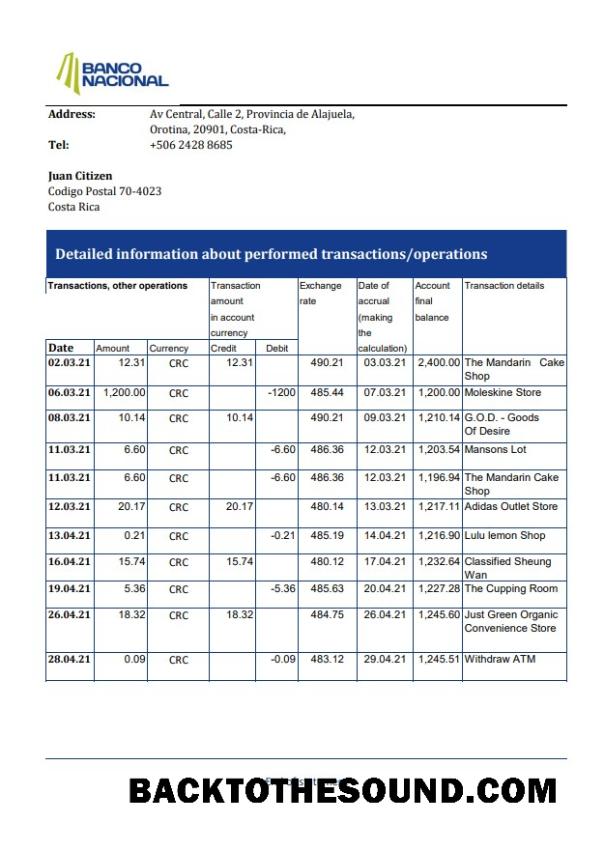 BANCO
NACIONAL
Address: Av Central, Calle 2, Provincia de Alajuela,
Orotina, 20901, Costa-Rica,
Tel: +506 2428 8685
Juan Citizen
Codigo Postal 70-4023
Costa Rica
Detailed information about performed transactions/operations
Transactions, other operations Transaction Exchange Date of Account Transaction details
amount rate accrual final
in account (making balance
currency the
Date Amount Currency Credit Debit calculation)
02.03.21 12.31 CRC 12.31 490.21 03.03.21 2,400.00 The Mandarin Cake
Shop
06.03.21 1,200.00 CRC -1200 485.44 07.03.21 1,200.00 Moleskine Store
08.03.21 10.14 CRC 10.14 490.21 09.03.21 1,210.14 G.O.D. - Goods
Of Desire
11.03.21 6.60 CRC -6.60 486.36 12.03.21 1,203.54 Mansons Lot
11.03.21 6.60 CRC -6.60 486.36 12.03.21 1,196.94 The Mandarin Cake
Shop
12.03.21 20.17 CRC 20.17 480.14 13.03.21 1,217.11 Adidas Outlet Store
13.04.21 0.21 CRC -0.21 485.19 14.04.21 1,216.90 Lulu lemon Shop
16.04.21 15.74 CRC 15.74 480.12 17.04.21 1,232.64 Classified Sheung
Wan
19.04.21 5.36 CRC -5.36 485.63 20.04.21 1,227.28 The Cupping Room
26.04.21 18.32 CRC 18.32 484.75 26.04.21 1,245.60 Just Green Organic
Convenience Store
28.04.21 0.09 CRC -0.09 483.12 29.04.21 1,245.51 Withdraw ATM
BACKTOTHESOUND.COM